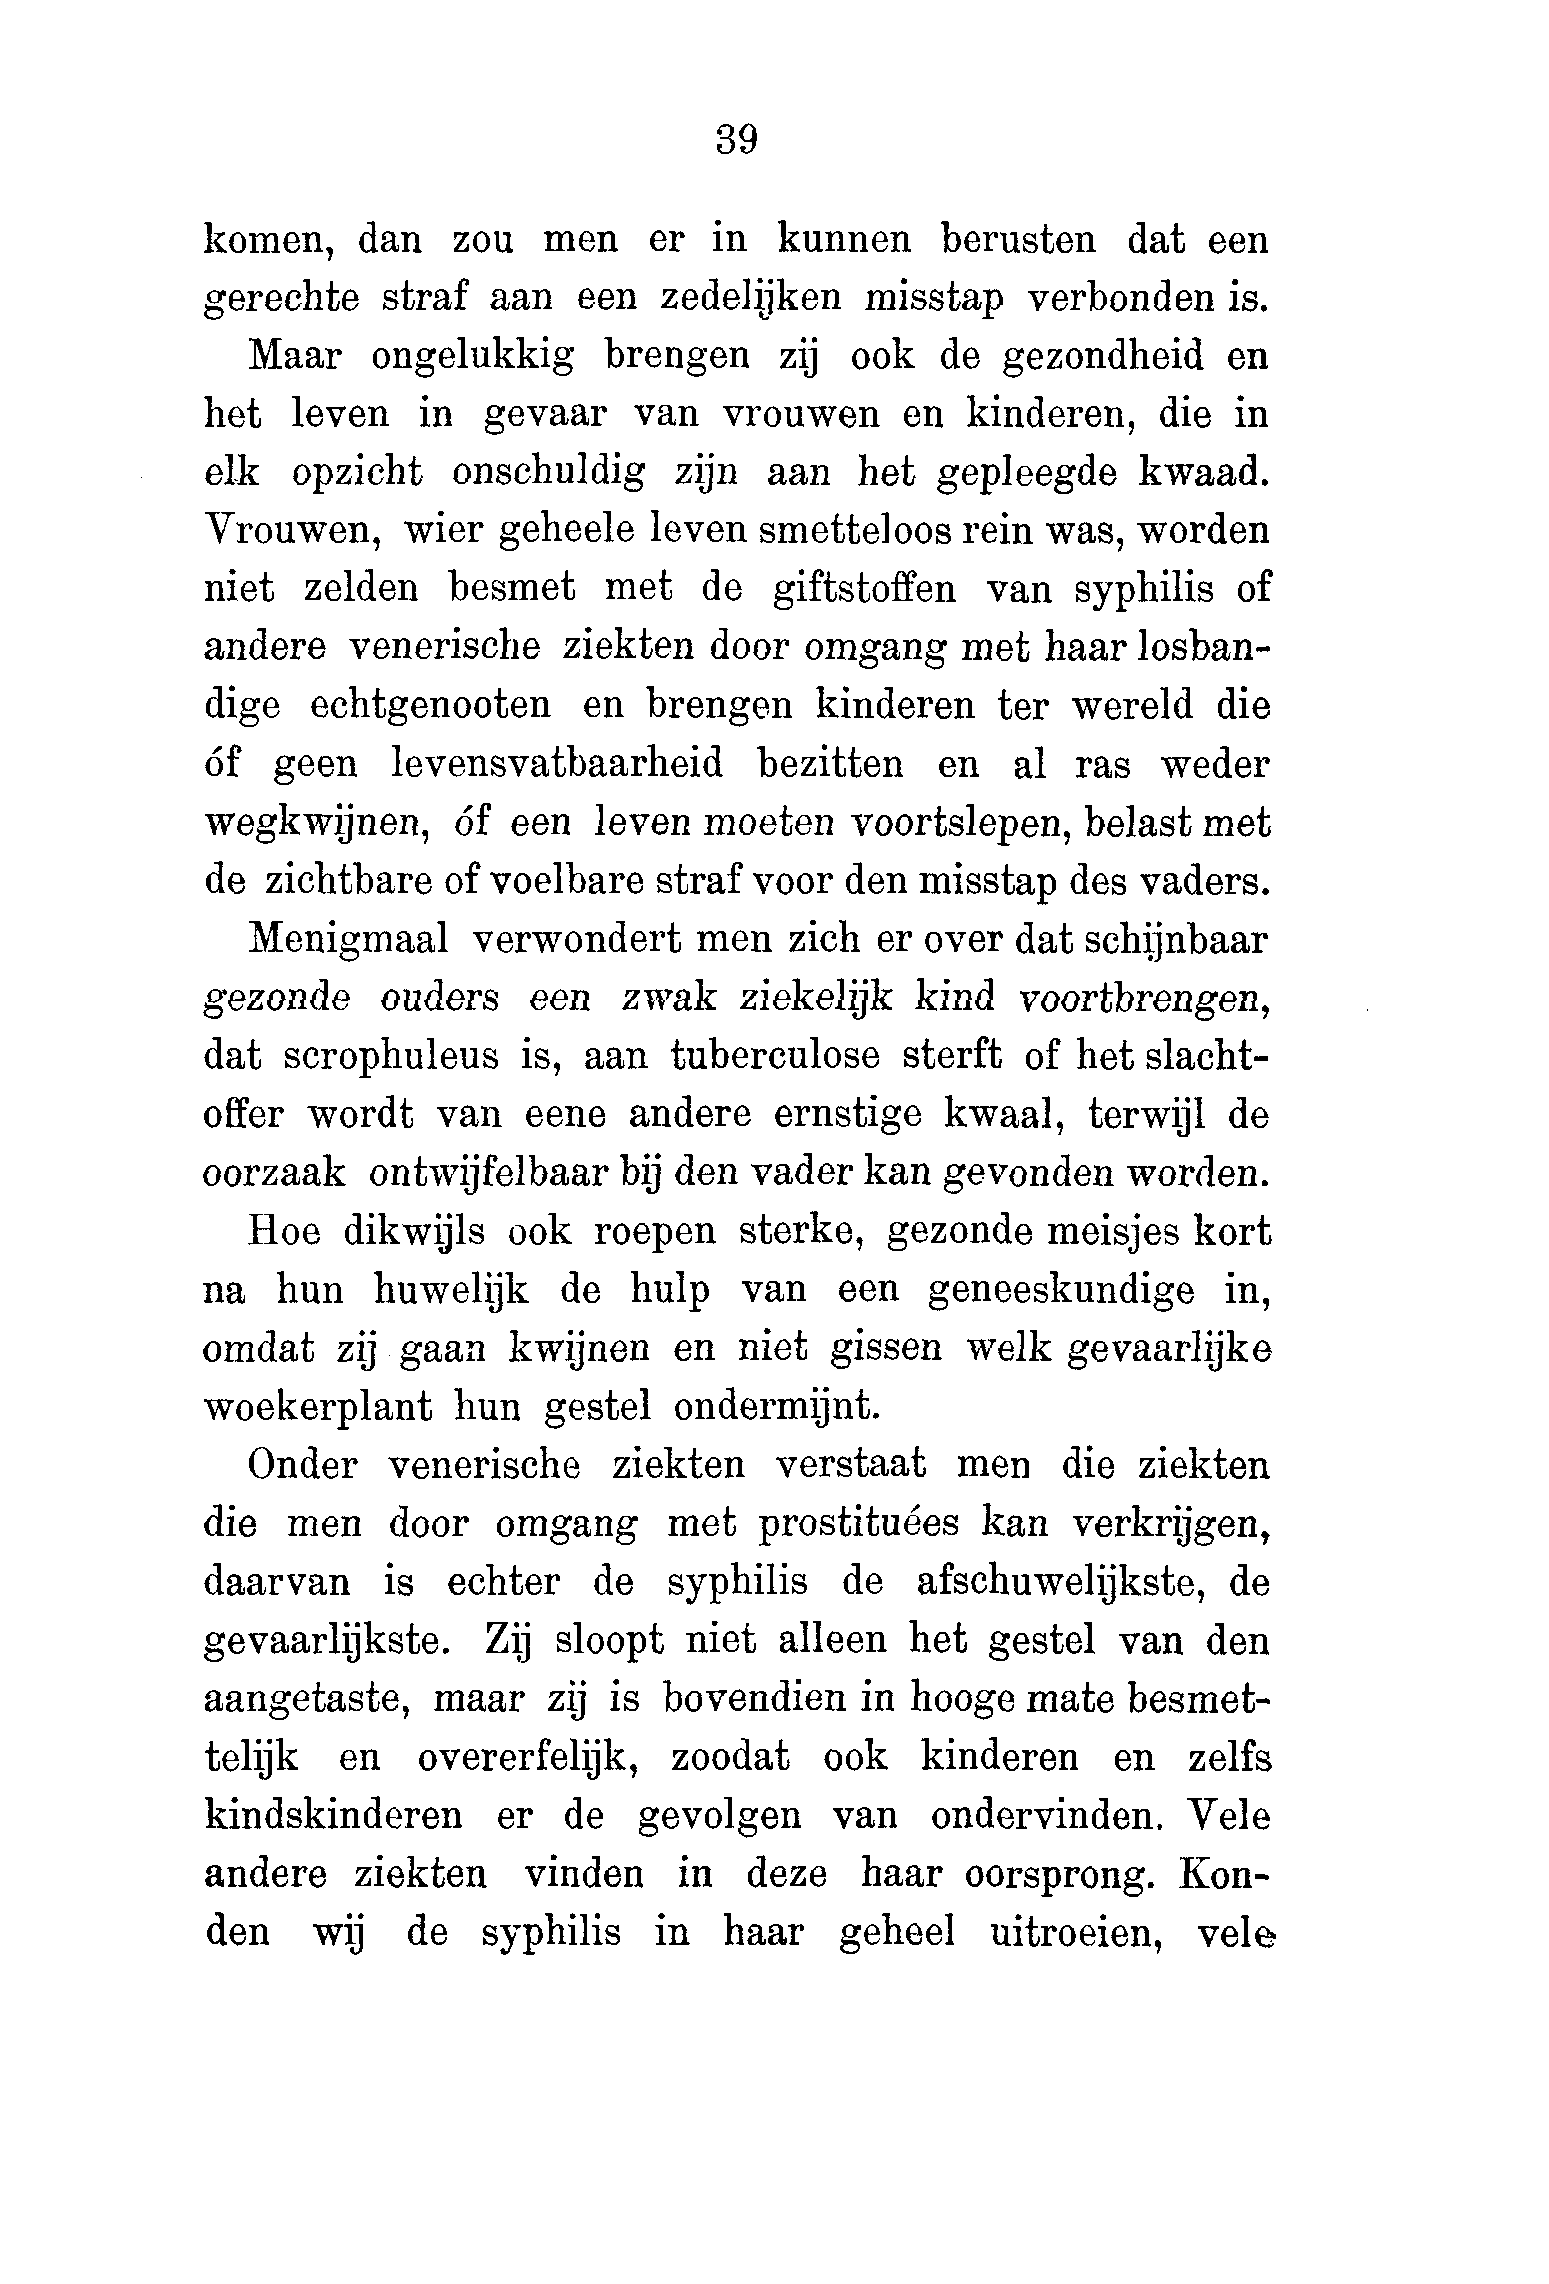 39
komen, dan zou men er in kunnen berusten dat een
gerechte straf aan een zedelijken misstap verbonden is.
Maar ongelukkig brengen zij ook de gezondheid en
het leven in gevaar van vrouwen en kinderen, die in
elk opzicht onschuldig zijn aan het gepleegde kwaad.
Vrouwen, wier geheele leven smetteloos rein was, worden
niet zelden besmet met de giftstoffen van syphilis of
andere venerische ziekten door omgang met haar losban-
dige echtgenooten en brengen kinderen ter wereld die
óf geen levensvatbaarheid bezitten en al ras weder
wegkwijnen, óf een leven moeten voortslepen, belast met
de zichtbare of voelbare straf voor den misstap des vaders.
Menigmaal verwondert men zich er over dat schijnbaar
gezonde ouders een zwak ziekelijk kind voortbrengen,
dat scrophuleus is, aan tuberculose sterft of het slacht-
offer wordt van eene andere ernstige kwaal, terwijl de
oorzaak ontwijfelbaar bij den vader kan gevonden worden.
Hoe dikwijls ook roepen sterke, gezonde meisjes kort
na hun huwelijk de hulp van een geneeskundige in,
omdat zij gaan kwijnen en niet gissen welk gevaarlijke
woekerplant hun gestel ondermijnt.
Onder venerische ziekten verstaat men die ziekten
die men door omgang met prostituées kan verkrijgen,
daarvan is echter de syphilis de afschuwelijkste, de
gevaarlijkste. Zij sloopt niet alleen het gestel van den
aangetaste, maar zij is bovendien in hooge mate besmet-
telijk en overerfelijk, zoodat ook kinderen en zelfs
kindskinderen er de gevolgen van ondervinden. Vele
andere ziekten vinden in deze haar oorsprong. Kon-
den wij de syphilis in haar geheel uitroeien, vele